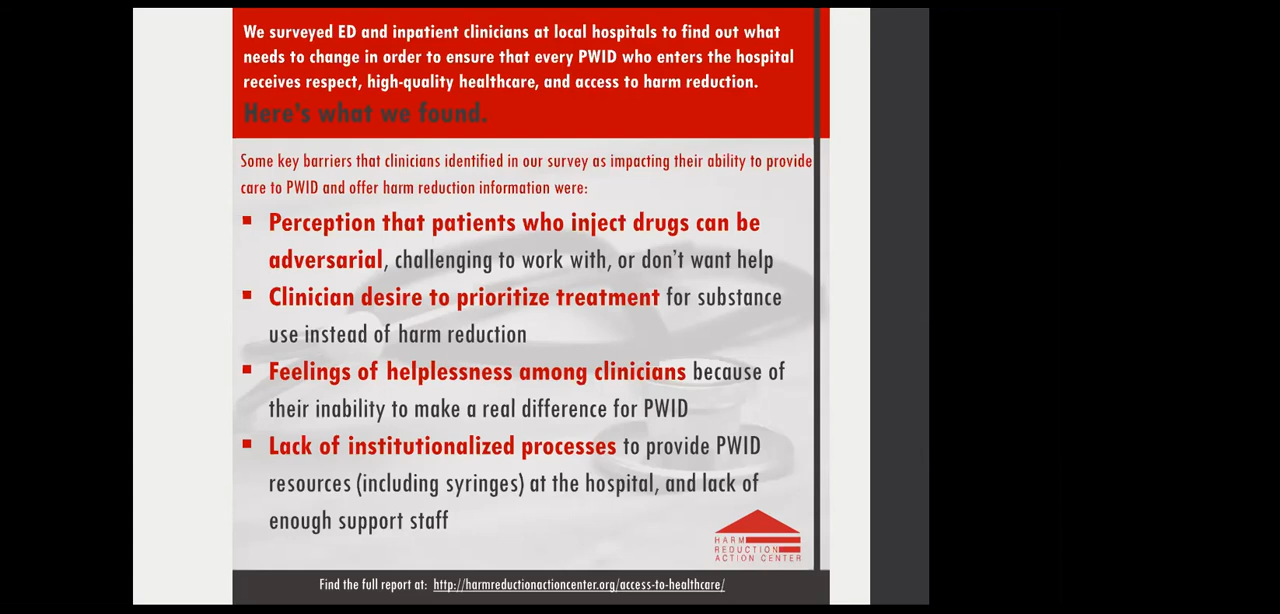 We surveyed ED and inpatient clinicians at local hospitals to find out what
needs to change in order to ensure that every PWID who enters the hospital
receives respect, high-quality healthcare, and access to harm reduction.
Here's what we found.
Some key barriers that clinicians identified in our survey as impacting their ability to provide
care to PWID and offer harm reduction information were:
▪ Perception that patients who inject drugs can be
adversarial, challenging to work with, or don't want help
▪ Clinician desire to prioritize treatment for substance
use instead of harm reduction
▪ Feelings of helplessness among clinicians because of
their inability to make a real difference for PWID
▪ Lack of institutionalized processes to provide PWID
resources (including syringes) at the hospital, and lack of
enough support staff
HARM
REDUCTION
ACTION CENTER
Find the full report at: http://harmreductionactioncenter.org/access-to-healthcare/